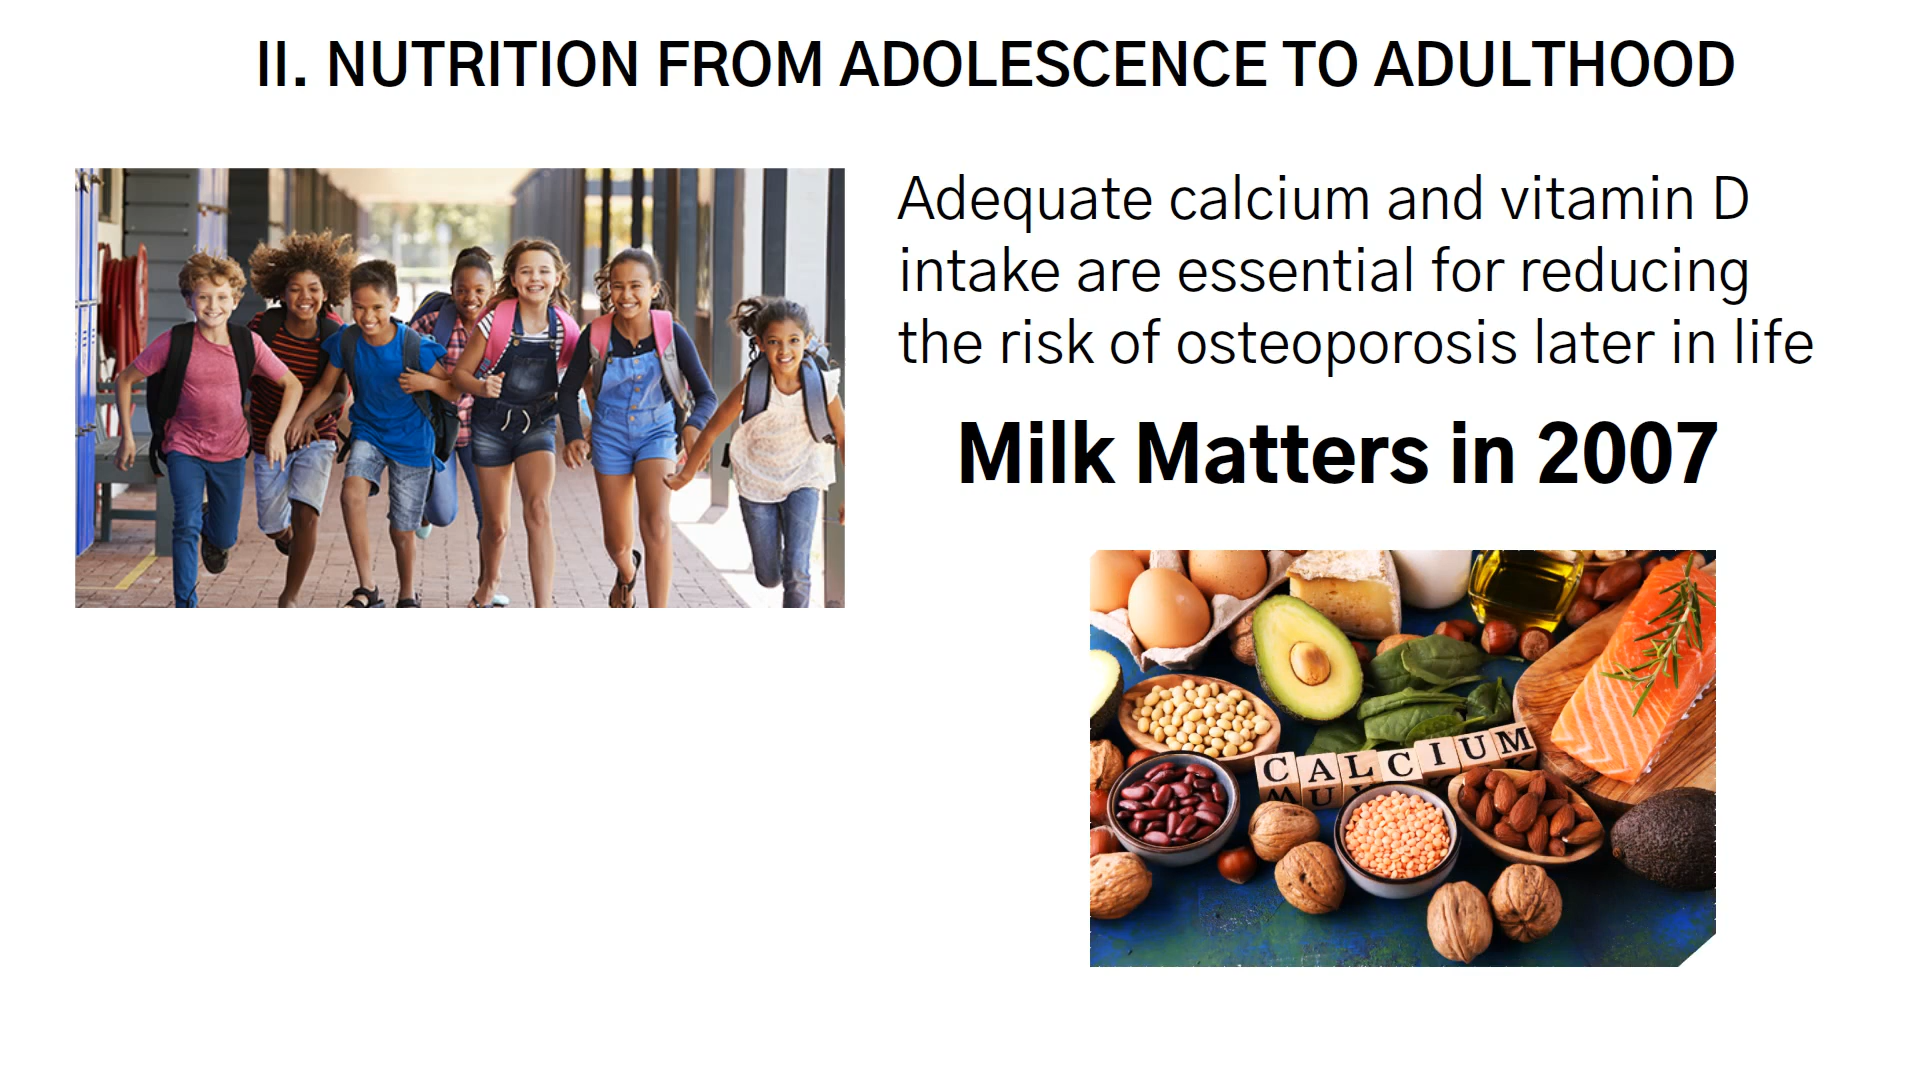 II. NUTRITION FROM ADOLESCENCE TO ADULTHOOD
Adequate calcium and vitamin D
intake are essential for reducing
the risk of osteoporosis later in life
Milk Matters in 2007
CALCIUM